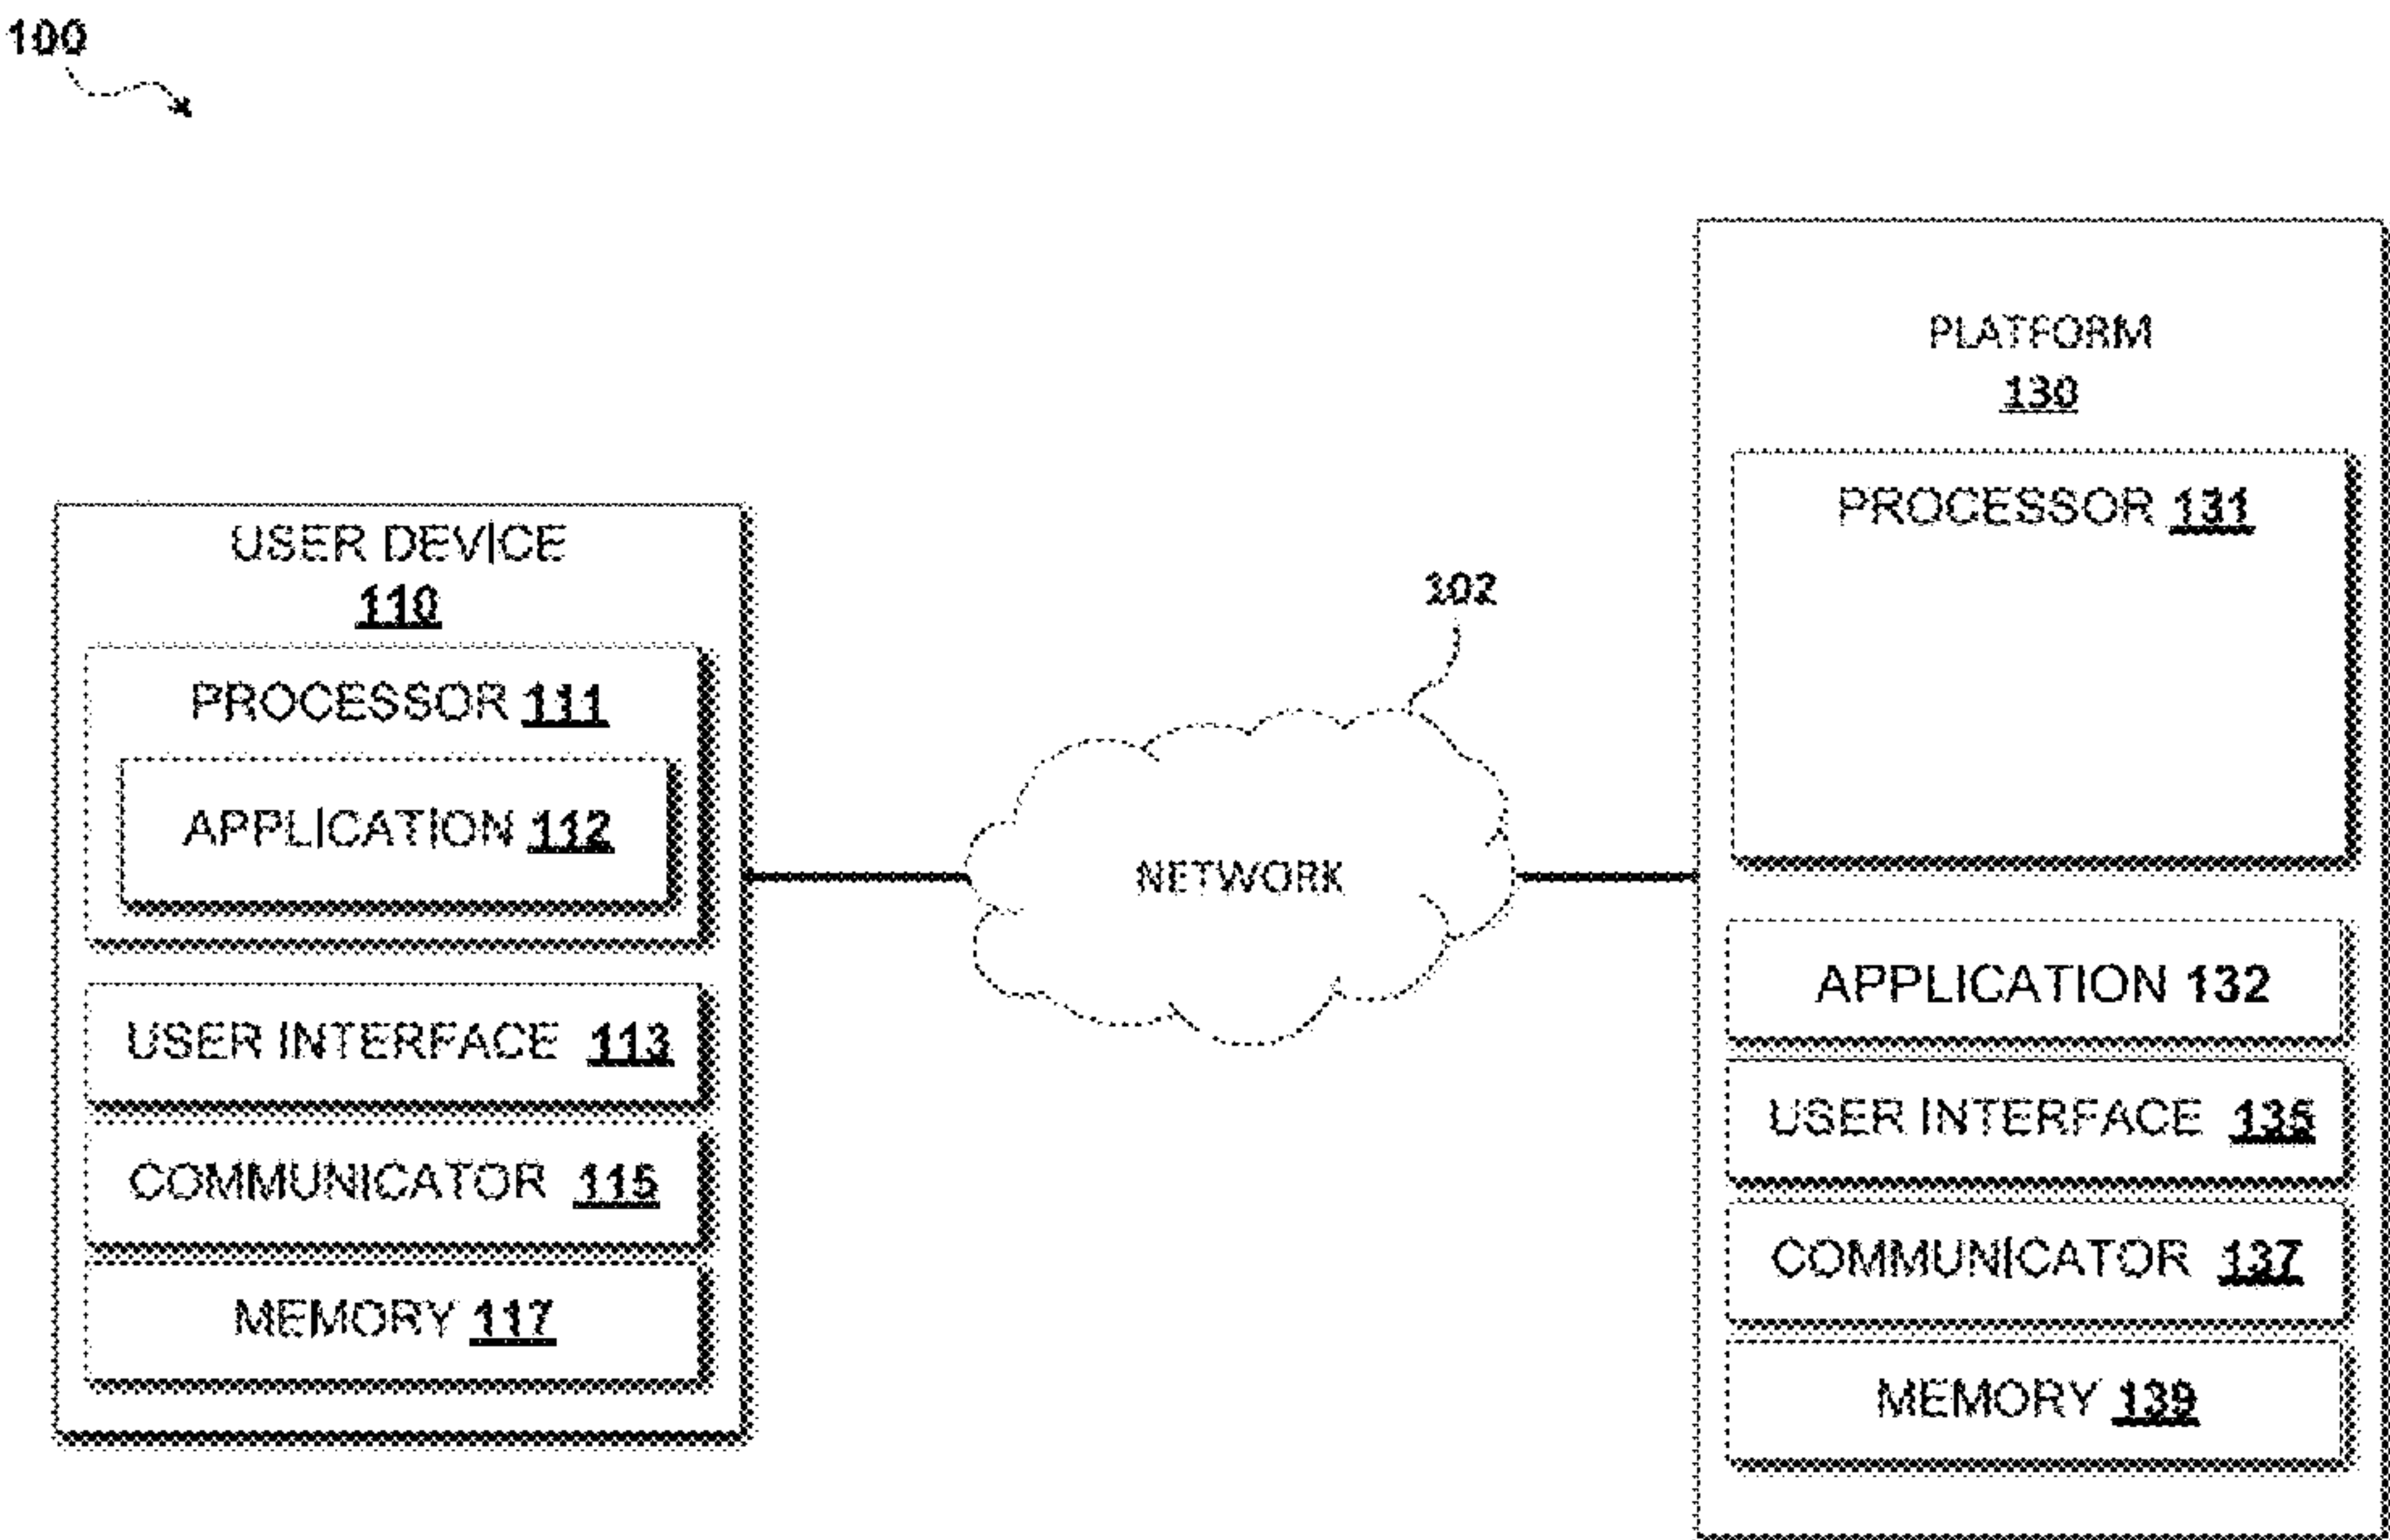 100
USER DEVICE
110
PROCESSOR 111
APPLICATION 112
USER INTERFACE 113
COMMUNICATOR 115
MEMORY 117
102
NETWORK
PLATFORM
130
PROCESSOR 131
APPLICATION 132
USER INTERFACE 135
COMMUNICATOR 137
MEMORY 139